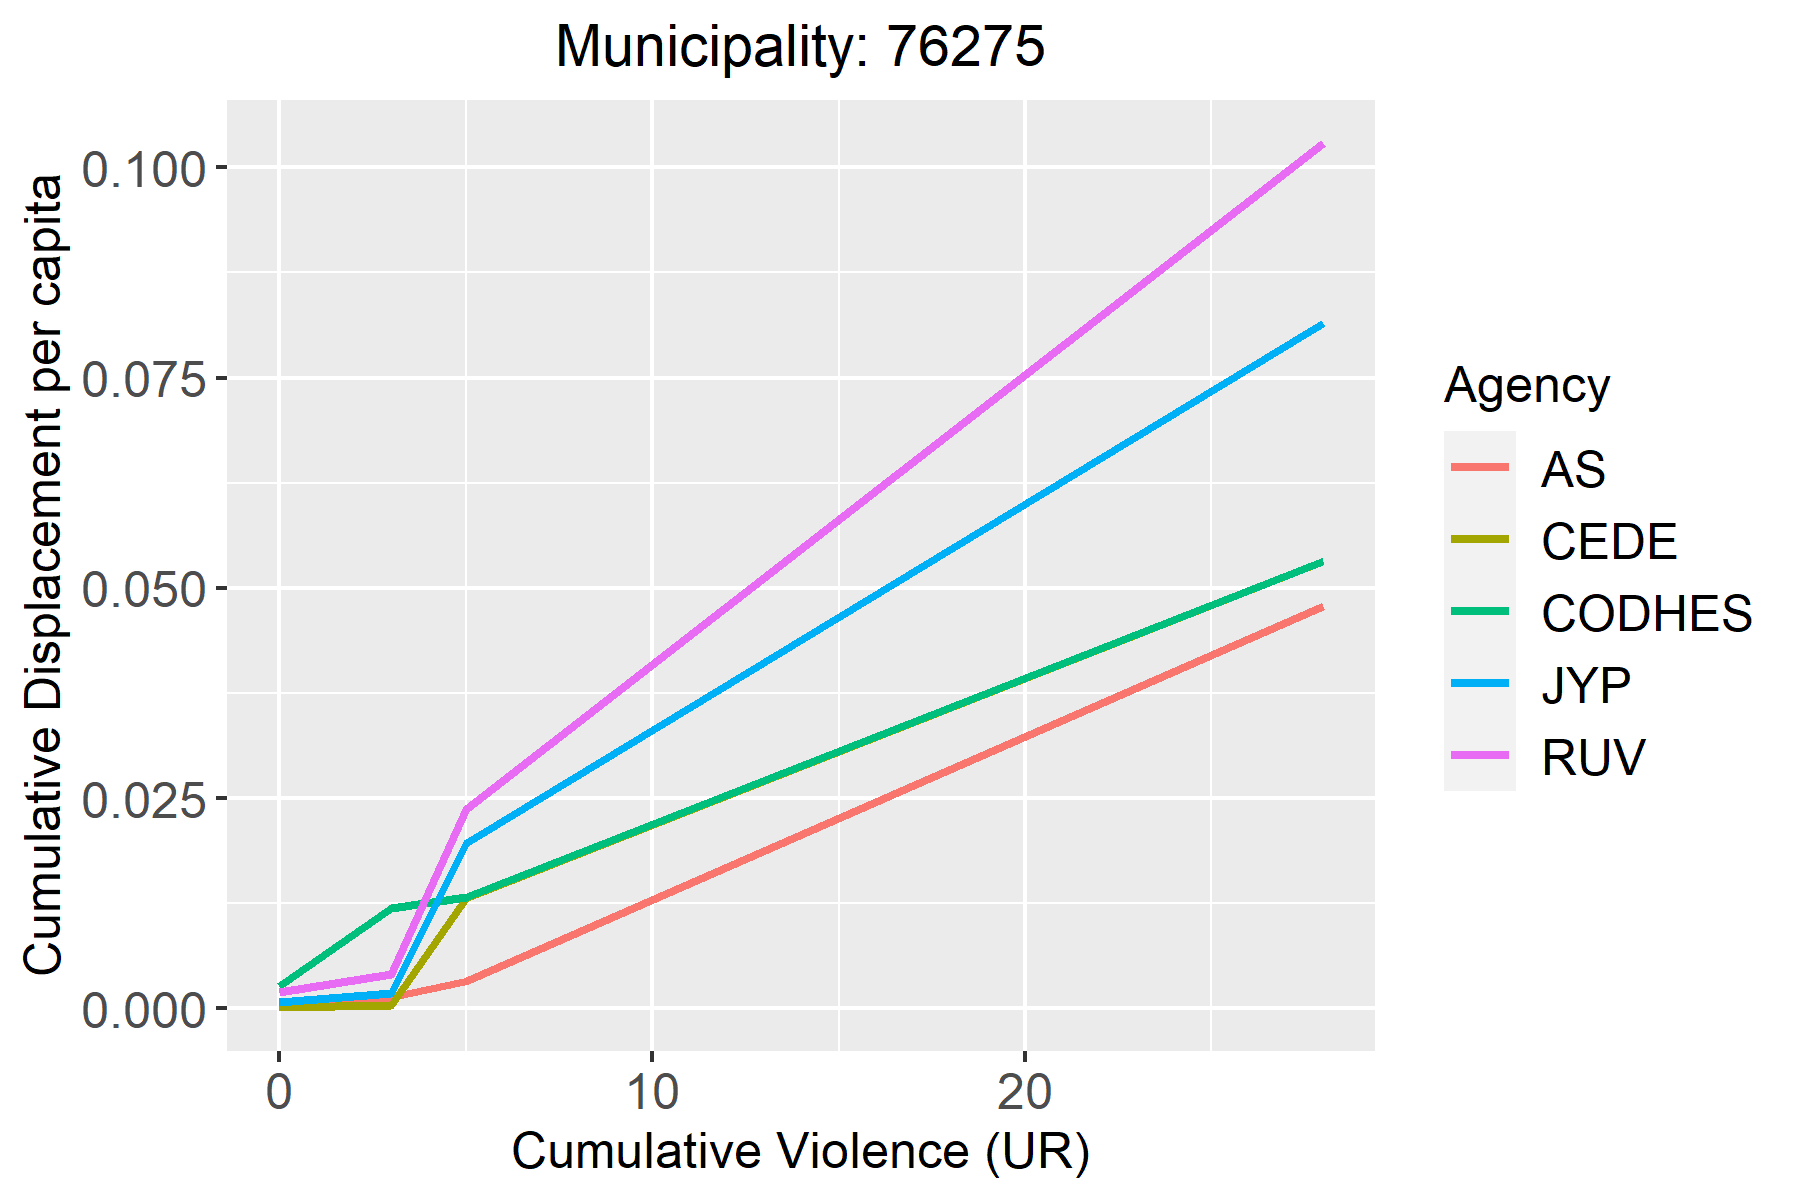 Municipality: 76275
Cumulative Displacement per capita
0.100
0.075
0.050
0.025
0.000
0
10
20
Cumulative Violence (UR)
Agency
AS
CEDE
CODHES
JYP
RUV